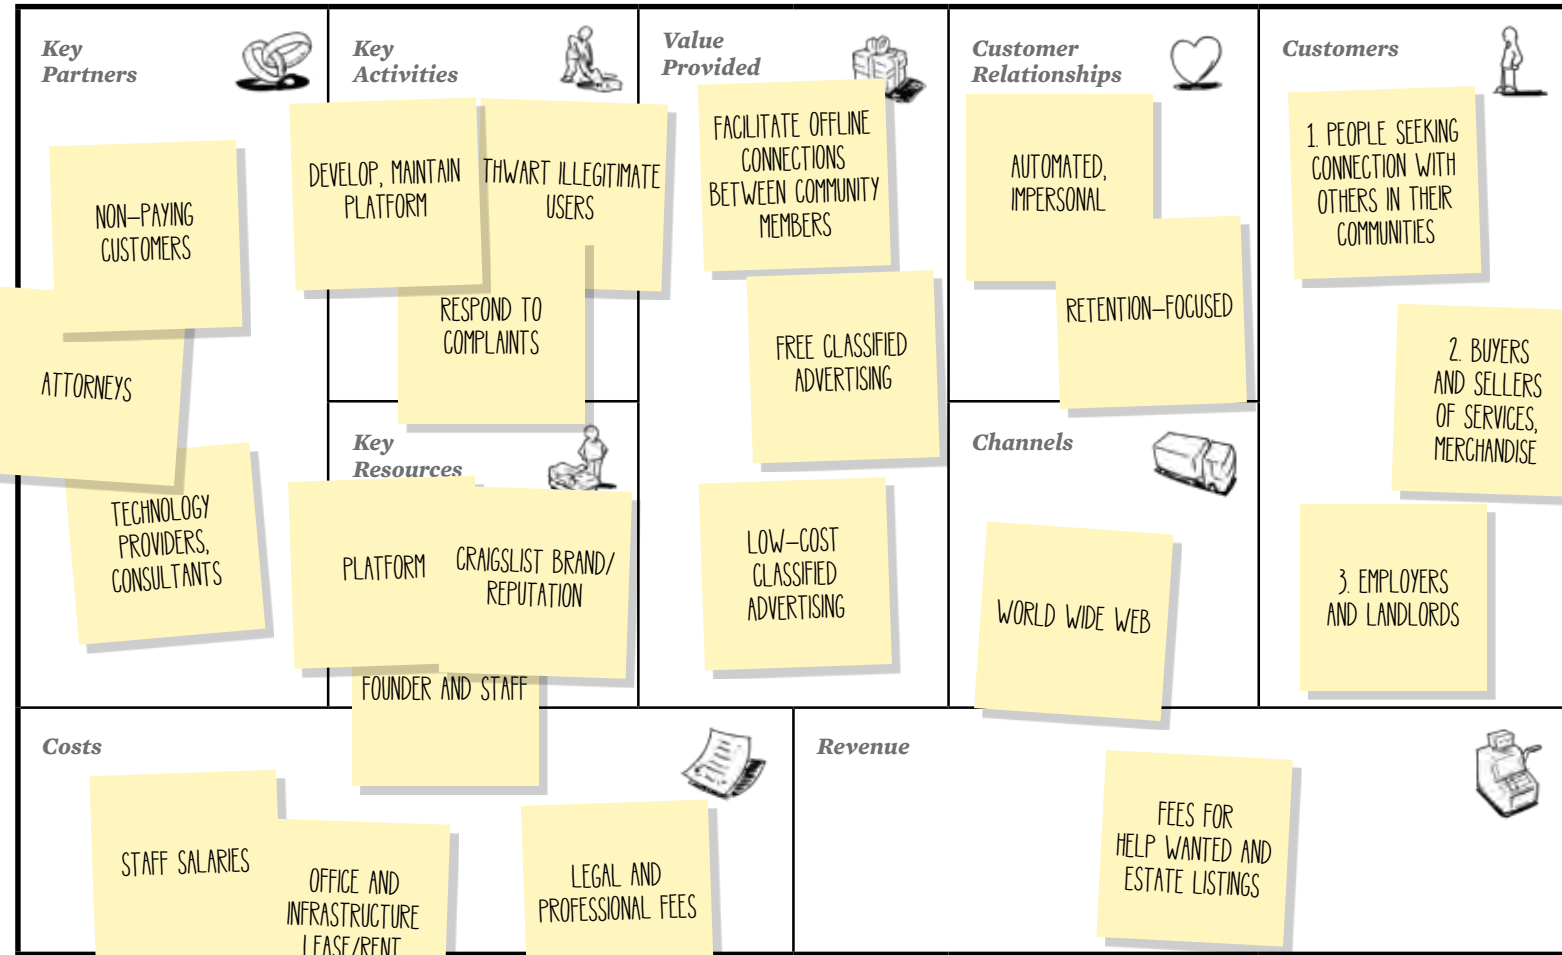 Key
Partners
NON–PAYING
CUSTOMERS
ATTORNEYS
TECHNOLOGY
PROVIDERS,
CONSULTANTS
Key
Activities
DEVELOP, MAINTAIN
PLATFORM
THWART ILLEGITIMATE
USERS
RESPOND TO
COMPLAINTS
Key
Resources
PLATFORM
CRAIGSLIST BRAND/
REPUTATION
FOUNDER AND STAFF
Value
Provided
FACILITATE OFFLINE
CONNECTIONS
BETWEEN COMMUNITY
MEMBERS
FREE CLASSIFIED
ADVERTISING
LOW–COST
CLASSIFIED
ADVERTISING
Customer
Relationships
AUTOMATED,
IMPERSONAL
RETENTION–FOCUSED
Channels
WORLD WIDE WEB
Customers
1. PEOPLE SEEKING
CONNECTION WITH
OTHERS IN THEIR
COMMUNITIES
2. BUYERS
AND SELLERS
OF SERVICES,
MERCHANDISE
3. EMPLOYERS
AND LANDLORDS
Costs
STAFF SALARIES
OFFICE AND
INFRASTRUCTURE
LEASE/RENT
LEGAL AND
PROFESSIONAL FEES
Revenue
FEES FOR
HELP WANTED AND
ESTATE LISTINGS